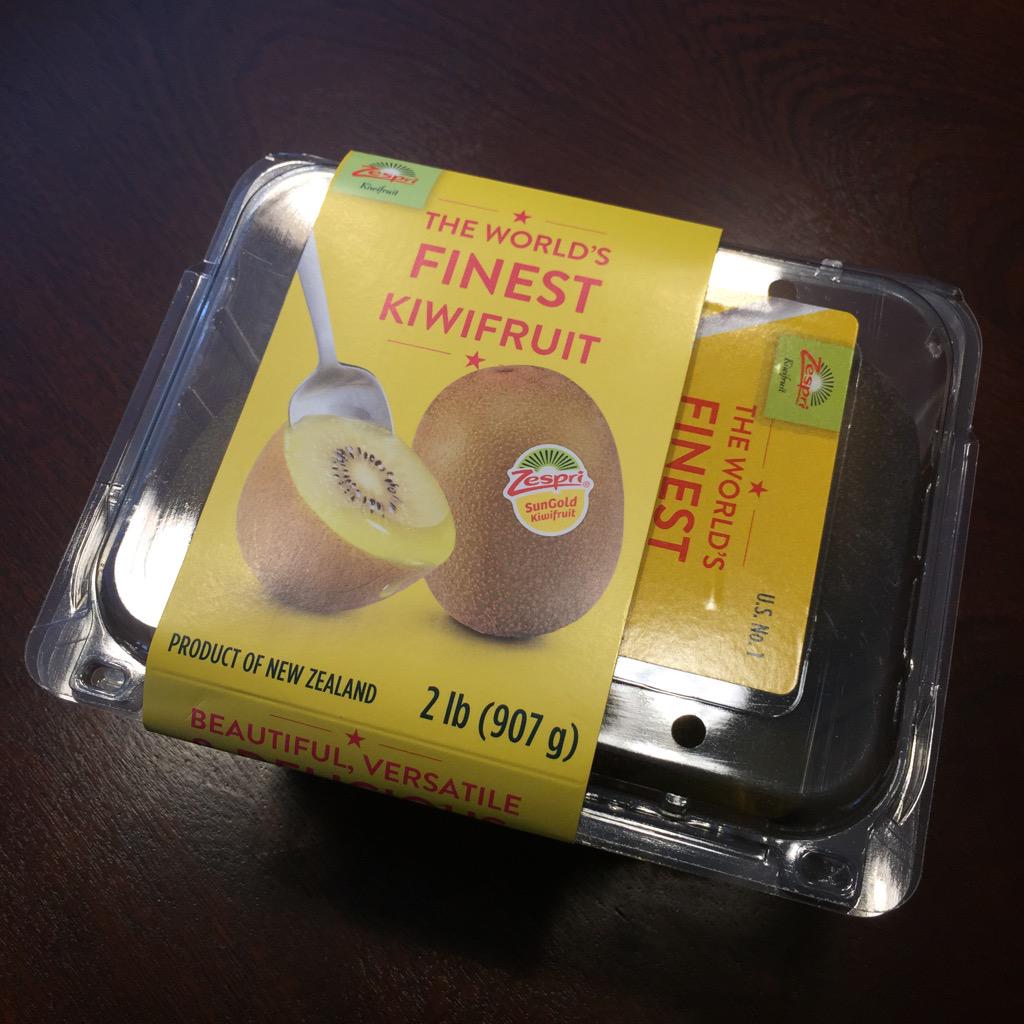 Zespri
Kiwifruit
THE WORLD'S
FINEST
KIWIFRUIT
Zespri®
SunGold
Kiwifruit
PRODUCT OF NEW ZEALAND
2 lb (907 g)
BEAUTIFUL, VERSATILE
& DELICIOUS
Zespri
Kiwifruit
THE WORLD'S
FINEST
U.S. No. 1